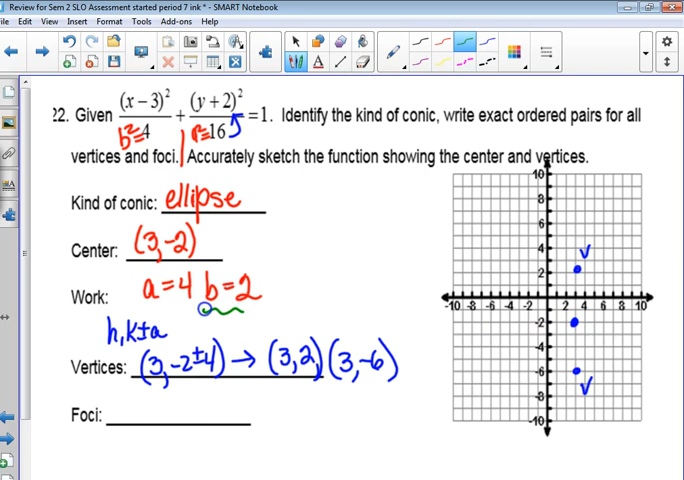 Review for Sem 2 SLO Assessment started period 7 ink * - SMART Notebook
Edit View Insert Format Tools Add-ons Help
22. Given (x − 3)²/4 + (y + 2)²/16 = 1. Identify the kind of conic, write exact ordered pairs for all
b²= a²=
vertices and foci. Accurately sketch the function showing the center and vertices.
Kind of conic: ellipse
Center: (3, -2)
Work: a = 4 b = 2
h, k±a
Vertices: (3, -2±4) → (3, 2) (3, -6)
Foci:
10
8
6
4
2
-10 -8 -6 -4 -2 2 4 6 8 10
-2
-4
-6
-8
-10
V
V